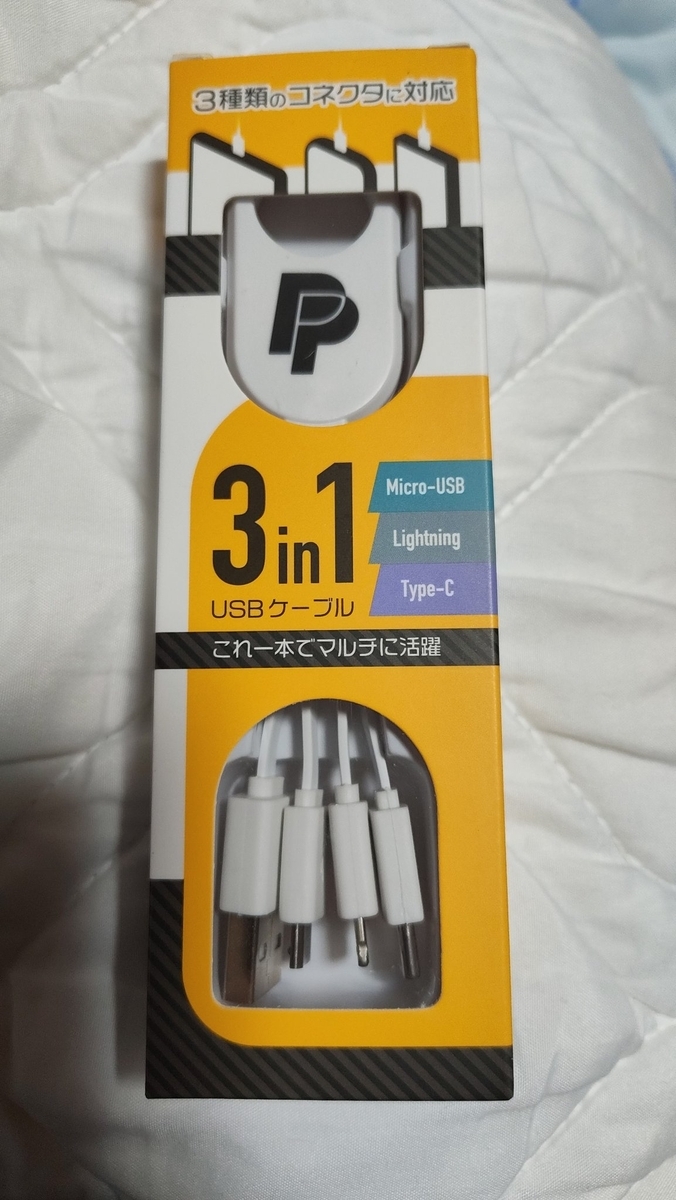 3種類のコネクタに対応
PP
3in1
Micro-USB
Lightning
Type-C
USBケーブル
これ一本でマルチに活躍